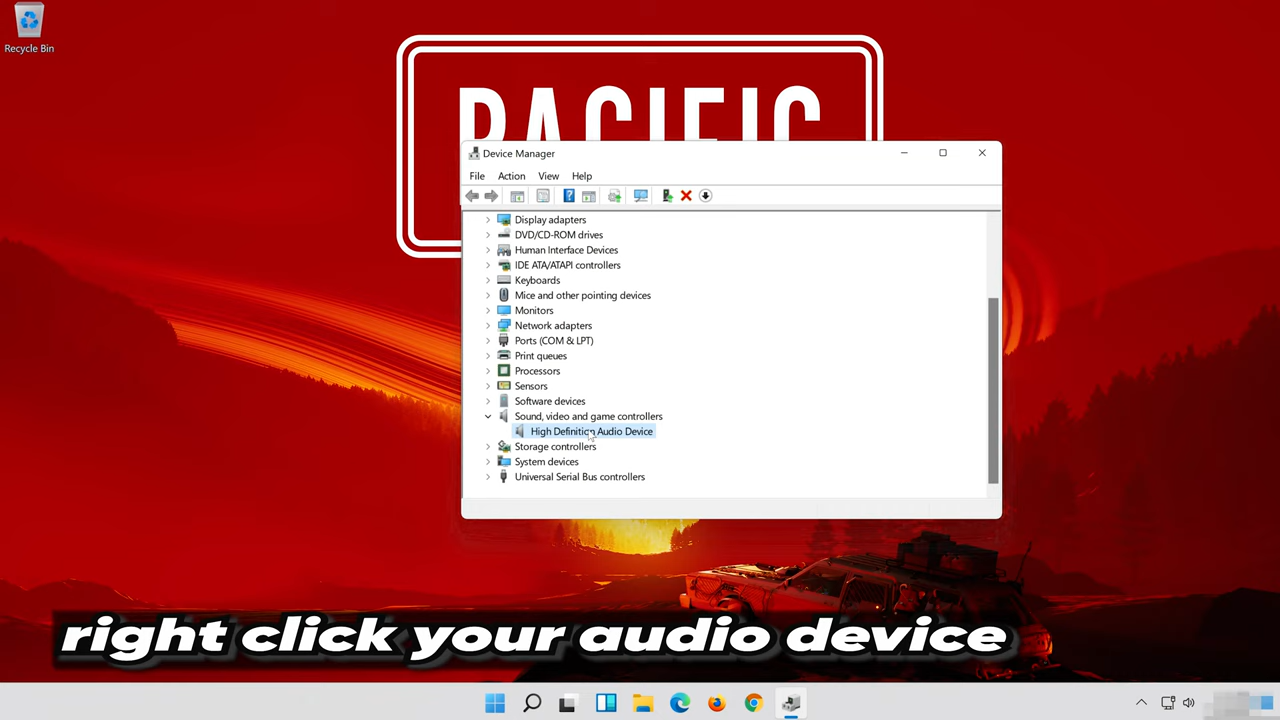 Recycle Bin
PACIFIC
Device Manager
File Action View Help
Display adapters
DVD/CD-ROM drives
Human Interface Devices
IDE ATA/ATAPI controllers
Keyboards
Mice and other pointing devices
Monitors
Network adapters
Ports (COM & LPT)
Print queues
Processors
Sensors
Software devices
Sound, video and game controllers
High Definition Audio Device
Storage controllers
System devices
Universal Serial Bus controllers
right click your audio device